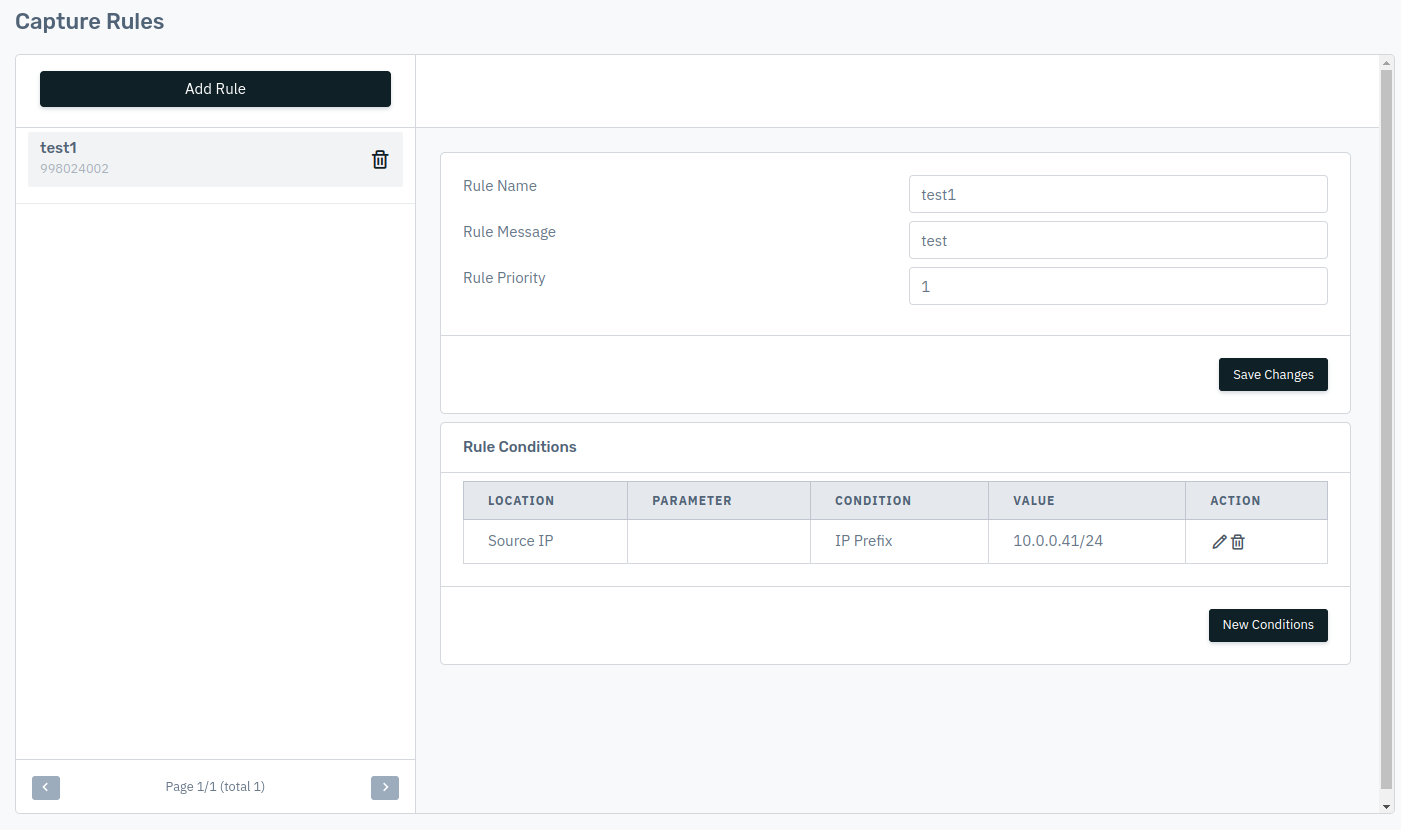 Capture Rules
Add Rule
test1
998024002
Page 1/1 (total 1)
Rule Name
test1
Rule Message
test
Rule Priority
1
Save Changes
Rule Conditions
LOCATION PARAMETER CONDITION VALUE ACTION
Source IP IP Prefix 10.0.0.41/24
New Conditions